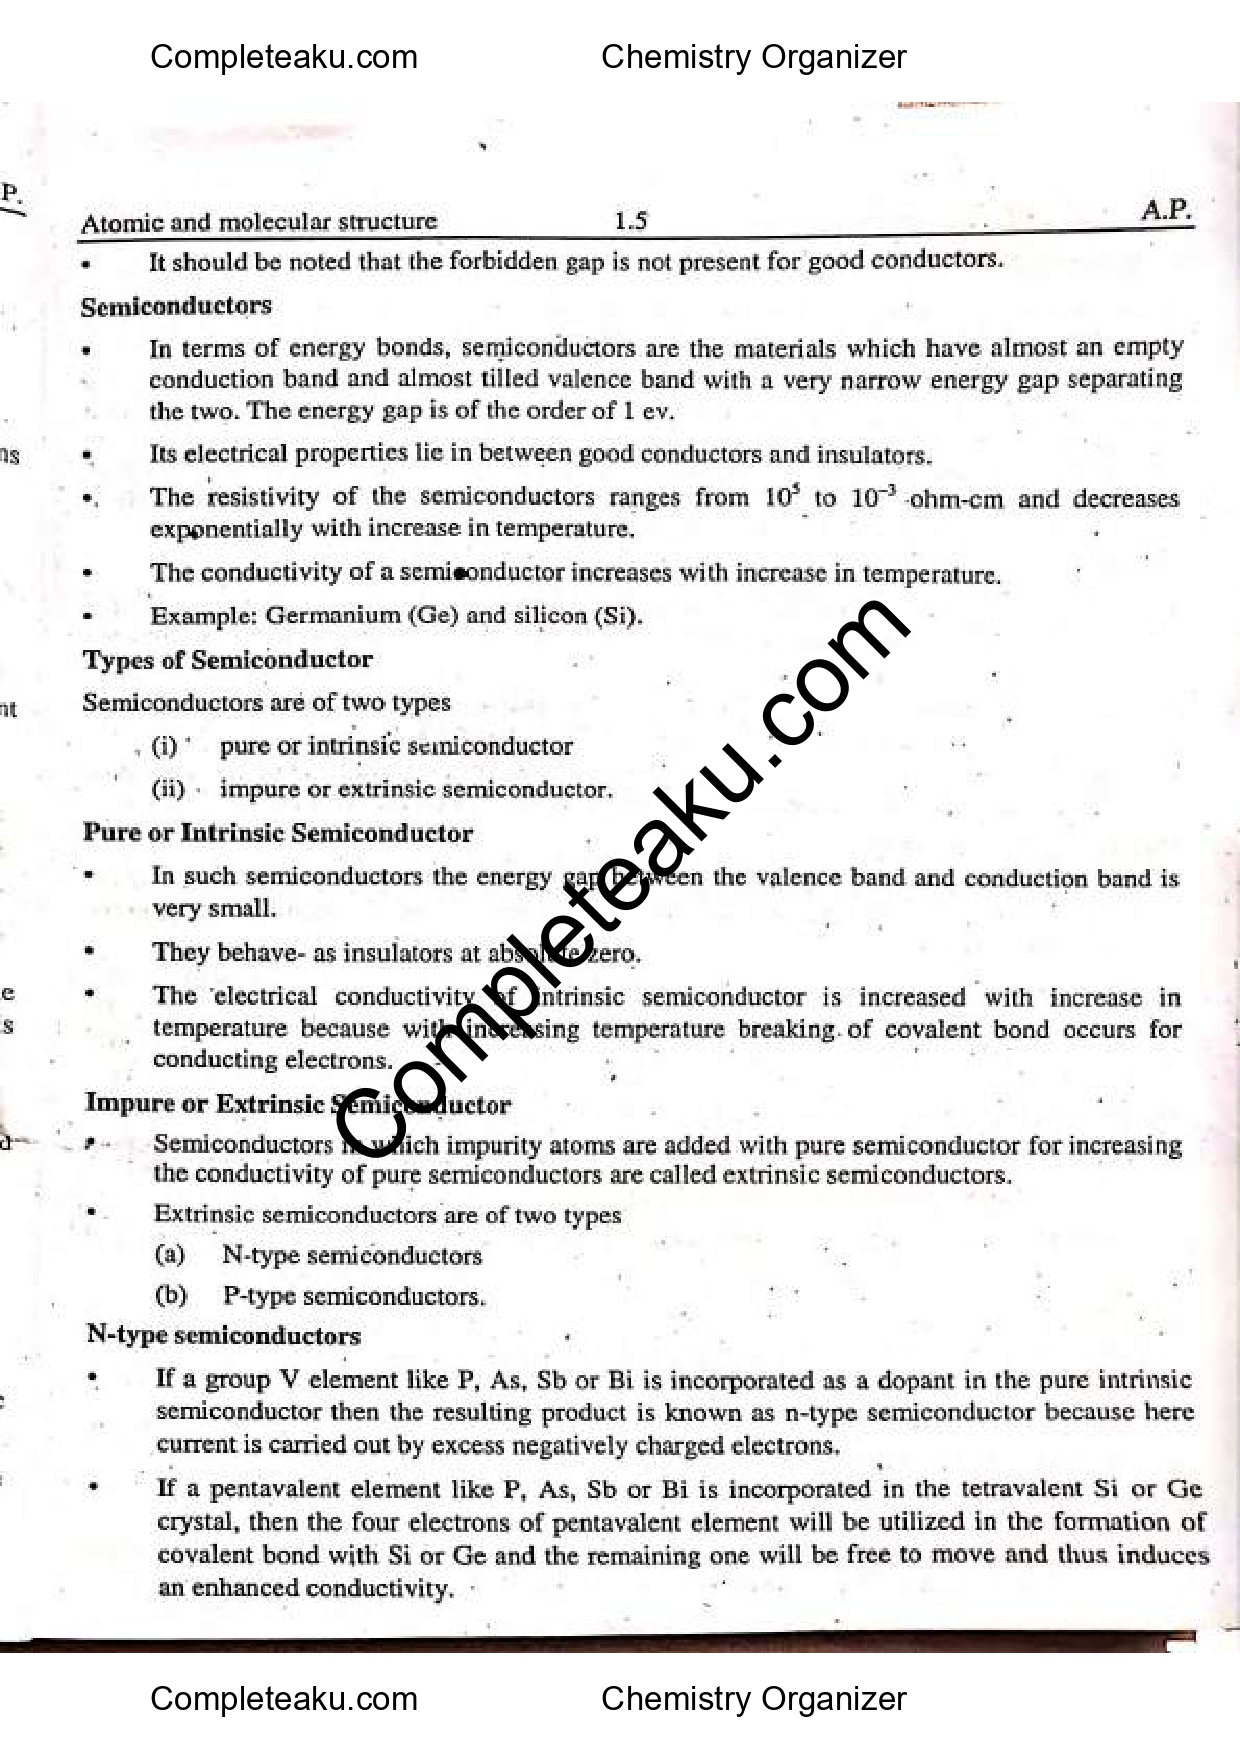 Completeaku.com Chemistry Organizer
P.
Atomic and molecular structure 1.5 A.P.
• It should be noted that the forbidden gap is not present for good conductors.
Semiconductors
• In terms of energy bonds, semiconductors are the materials which have almost an empty
conduction band and almost tilled valence band with a very narrow energy gap separating
the two. The energy gap is of the order of 1 ev.
ns
• Its electrical properties lie in between good conductors and insulators.
• The resistivity of the semiconductors ranges from 10⁵ to 10⁻³ ohm-cm and decreases
exponentially with increase in temperature.
• The conductivity of a semiconductor increases with increase in temperature.
• Example: Germanium (Ge) and silicon (Si).
Types of Semiconductor
nt
Semiconductors are of two types
(i) pure or intrinsic semiconductor
(ii) impure or extrinsic semiconductor.
Pure or Intrinsic Semiconductor
• In such semiconductors the energy gap between the valence band and conduction band is
very small.
• They behave- as insulators at absolute zero.
e
• The electrical conductivity of intrinsic semiconductor is increased with increase in
s
temperature because with increasing temperature breaking of covalent bond occurs for
conducting electrons.
Impure or Extrinsic Semiconductor
d
• Semiconductors in which impurity atoms are added with pure semiconductor for increasing
the conductivity of pure semiconductors are called extrinsic semiconductors.
• Extrinsic semiconductors are of two types
(a) N-type semiconductors
(b) P-type semiconductors.
N-type semiconductors
• If a group V element like P, As, Sb or Bi is incorporated as a dopant in the pure intrinsic
semiconductor then the resulting product is known as n-type semiconductor because here
current is carried out by excess negatively charged electrons.
• If a pentavalent element like P, As, Sb or Bi is incorporated in the tetravalent Si or Ge
crystal, then the four electrons of pentavalent element will be utilized in the formation of
covalent bond with Si or Ge and the remaining one will be free to move and thus induces
an enhanced conductivity.
Completeaku.com
Completeaku.com Chemistry Organizer